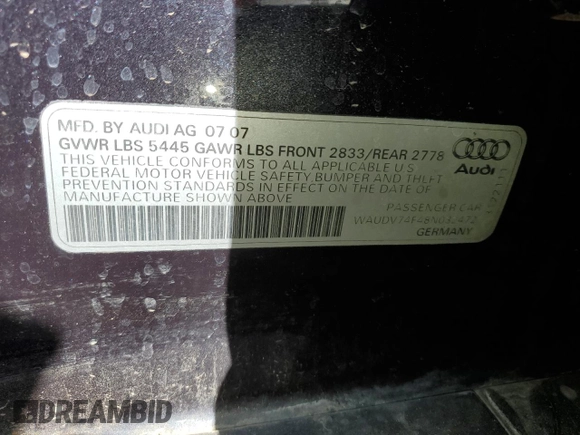 MFD. BY AUDI AG 07 07
GVWR LBS 5445 GAWR LBS FRONT 2833/REAR 2778
THIS VEHICLE CONFORMS TO ALL APPLICABLE U S
FEDERAL MOTOR VEHICLE SAFETY, BUMPER AND THEFT
PREVENTION STANDARDS IN EFFECT ON THE DATE OF
MANUFACTURE SHOWN ABOVE
Audi
PASSENGER CAR
GERMANY
DREAMBID